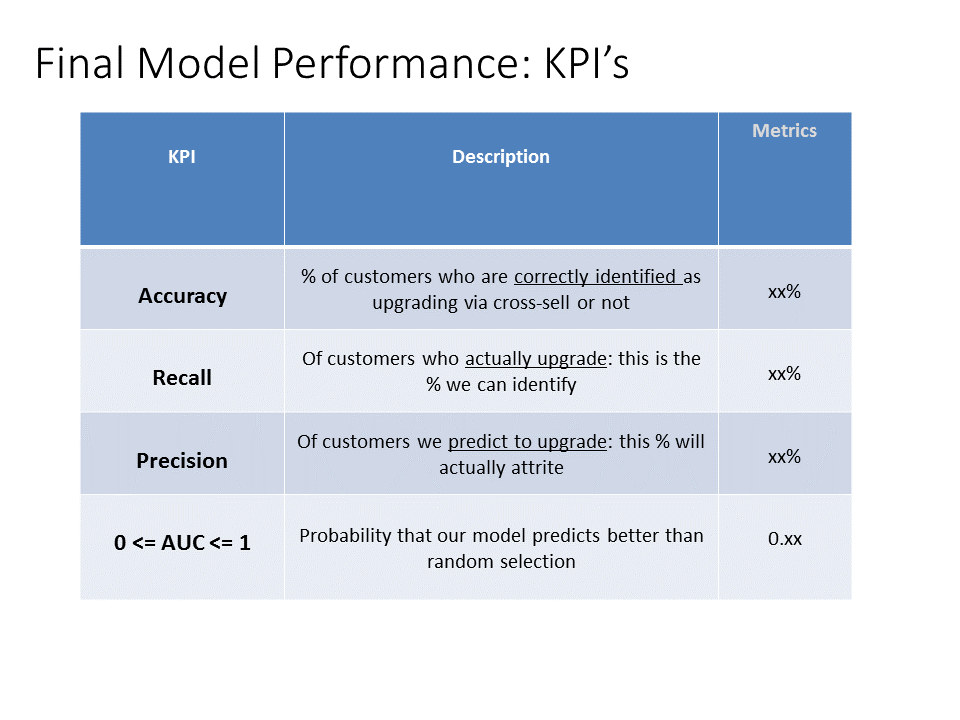 Final Model Performance: KPI’s
KPI
Description
Metrics
Accuracy
% of customers who are correctly identified as
upgrading via cross-sell or not
xx%
Recall
Of customers who actually upgrade: this is the
% we can identify
xx%
Precision
Of customers we predict to upgrade: this % will
actually attrite
xx%
0 <= AUC <= 1
Probability that our model predicts better than
random selection
0.xx